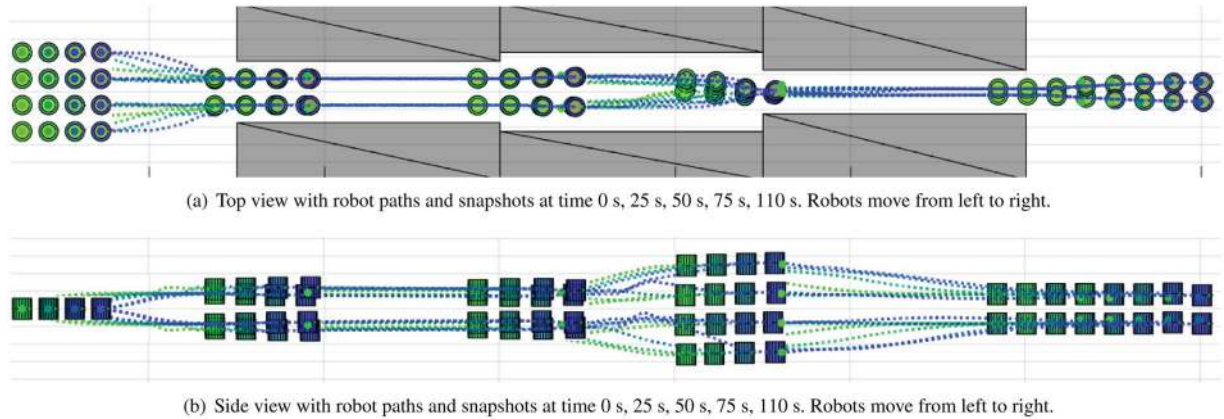 (a) Top view with robot paths and snapshots at time 0 s, 25 s, 50 s, 75 s, 110 s. Robots move from left to right.
(b) Side view with robot paths and snapshots at time 0 s, 25 s, 50 s, 75 s, 110 s. Robots move from left to right.